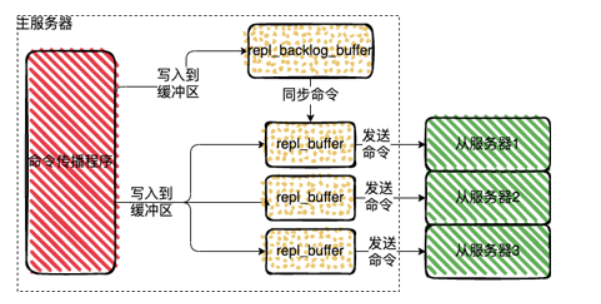 主服务器
repl_backlog_buffer
写入到
缓冲区
同步命令
命令传播程序
repl_buffer
发送
命令
从服务器1
写入到
缓冲区
repl_buffer
发送
命令
从服务器2
repl_buffer
发送
命令
从服务器3